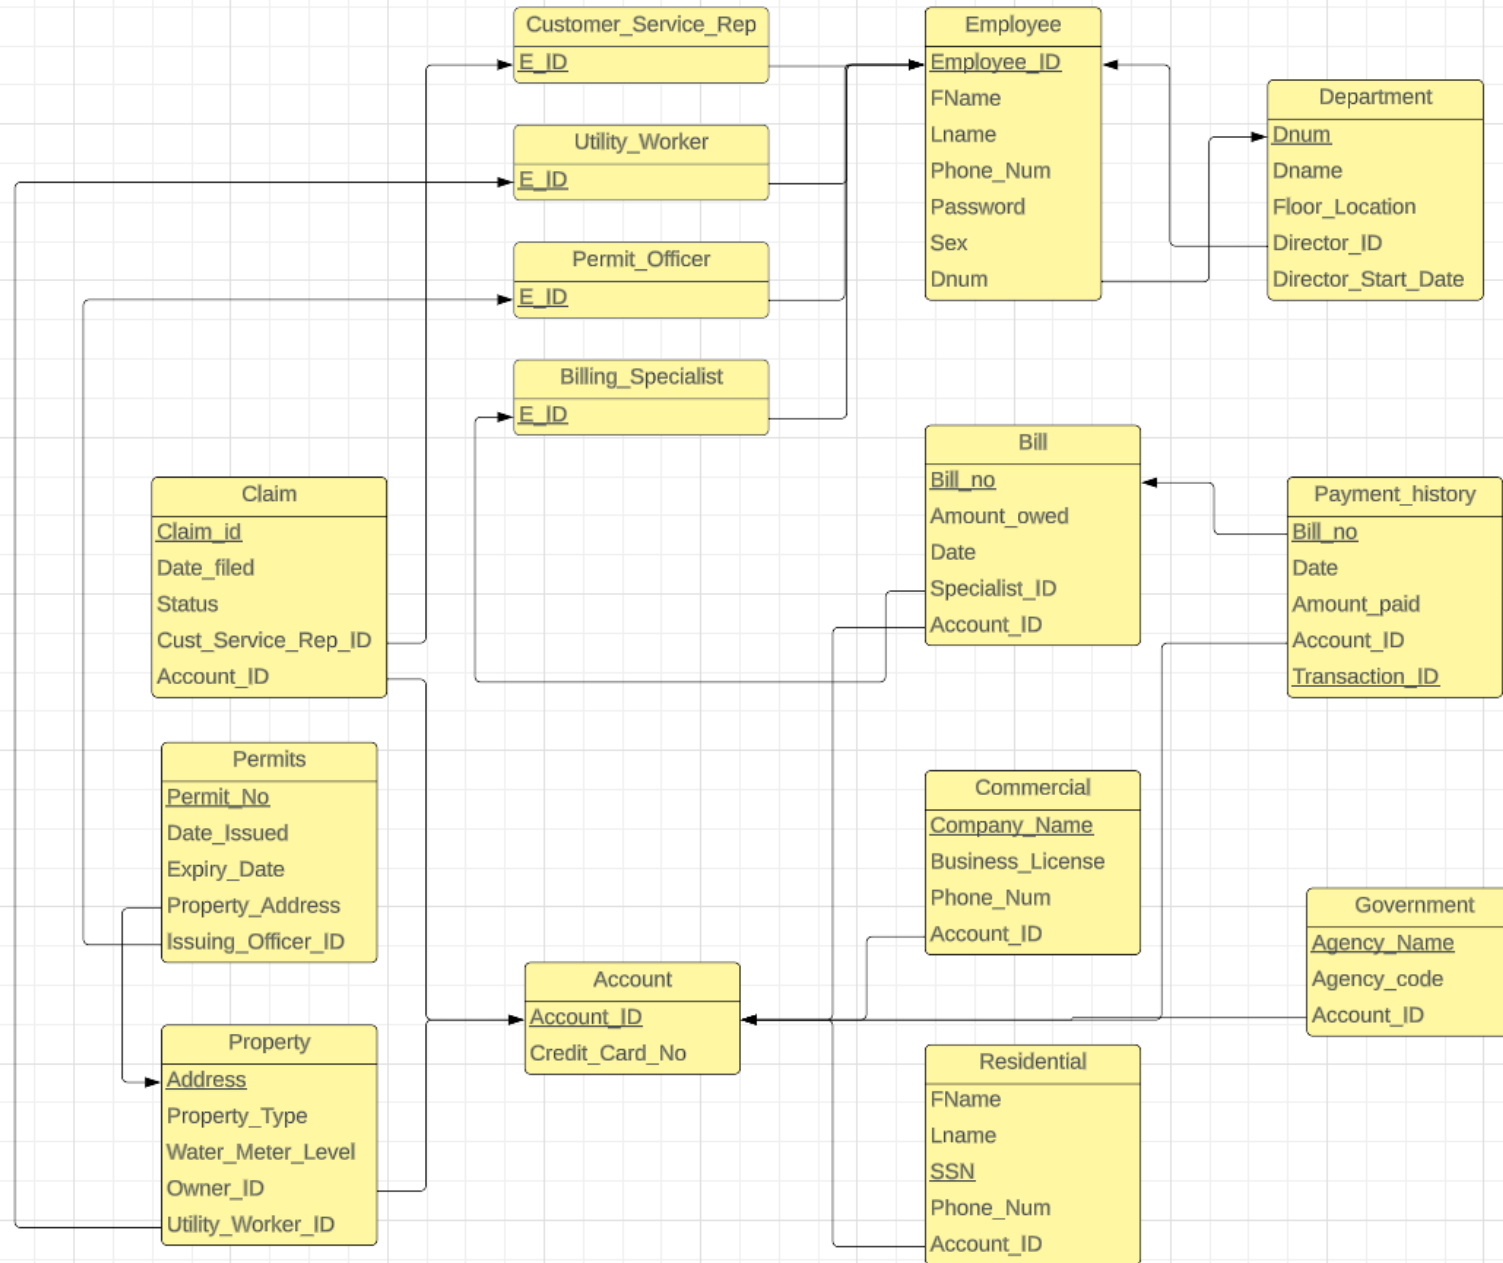 Customer_Service_Rep
E_ID
Utility_Worker
E_ID
Permit_Officer
E_ID
Billing_Specialist
E_ID
Employee
Employee_ID
FName
Lname
Phone_Num
Password
Sex
Dnum
Department
Dnum
Dname
Floor_Location
Director_ID
Director_Start_Date
Claim
Claim_id
Date_filed
Status
Cust_Service_Rep_ID
Account_ID
Bill
Bill_no
Amount_owed
Date
Specialist_ID
Account_ID
Payment_history
Bill_no
Date
Amount_paid
Account_ID
Transaction_ID
Permits
Permit_No
Date_Issued
Expiry_Date
Property_Address
Issuing_Officer_ID
Commercial
Company_Name
Business_License
Phone_Num
Account_ID
Government
Agency_Name
Agency_code
Account_ID
Account
Account_ID
Credit_Card_No
Property
Address
Property_Type
Water_Meter_Level
Owner_ID
Utility_Worker_ID
Residential
FName
Lname
SSN
Phone_Num
Account_ID